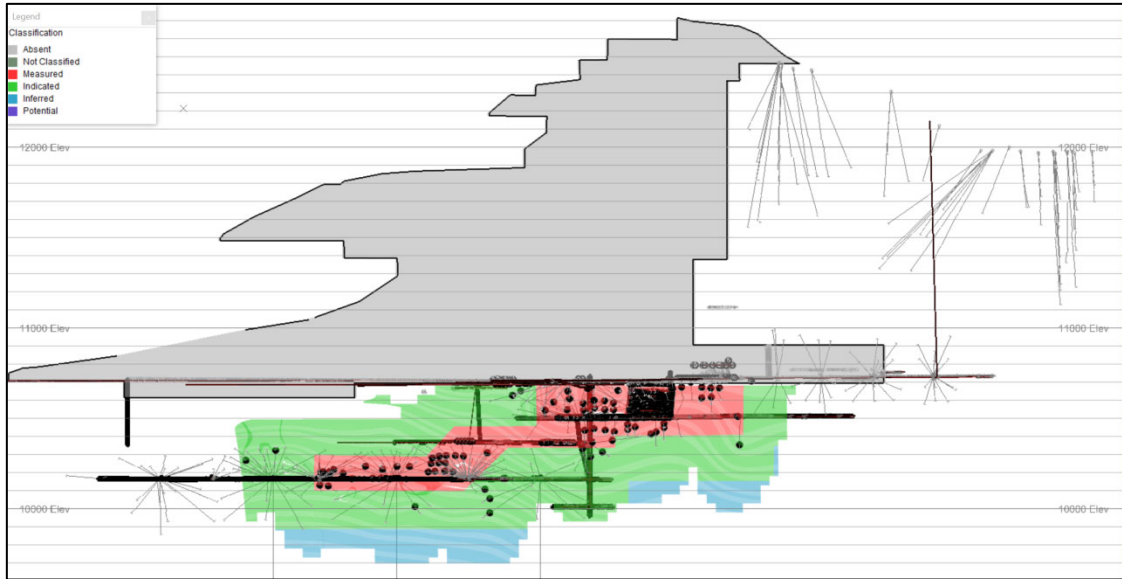 Legend
Classification
Absent
Not Classified
Measured
Indicated
Inferred
Potential
12000 Elev
12000 Elev
11000 Elev
11000 Elev
10000 Elev
10000 Elev